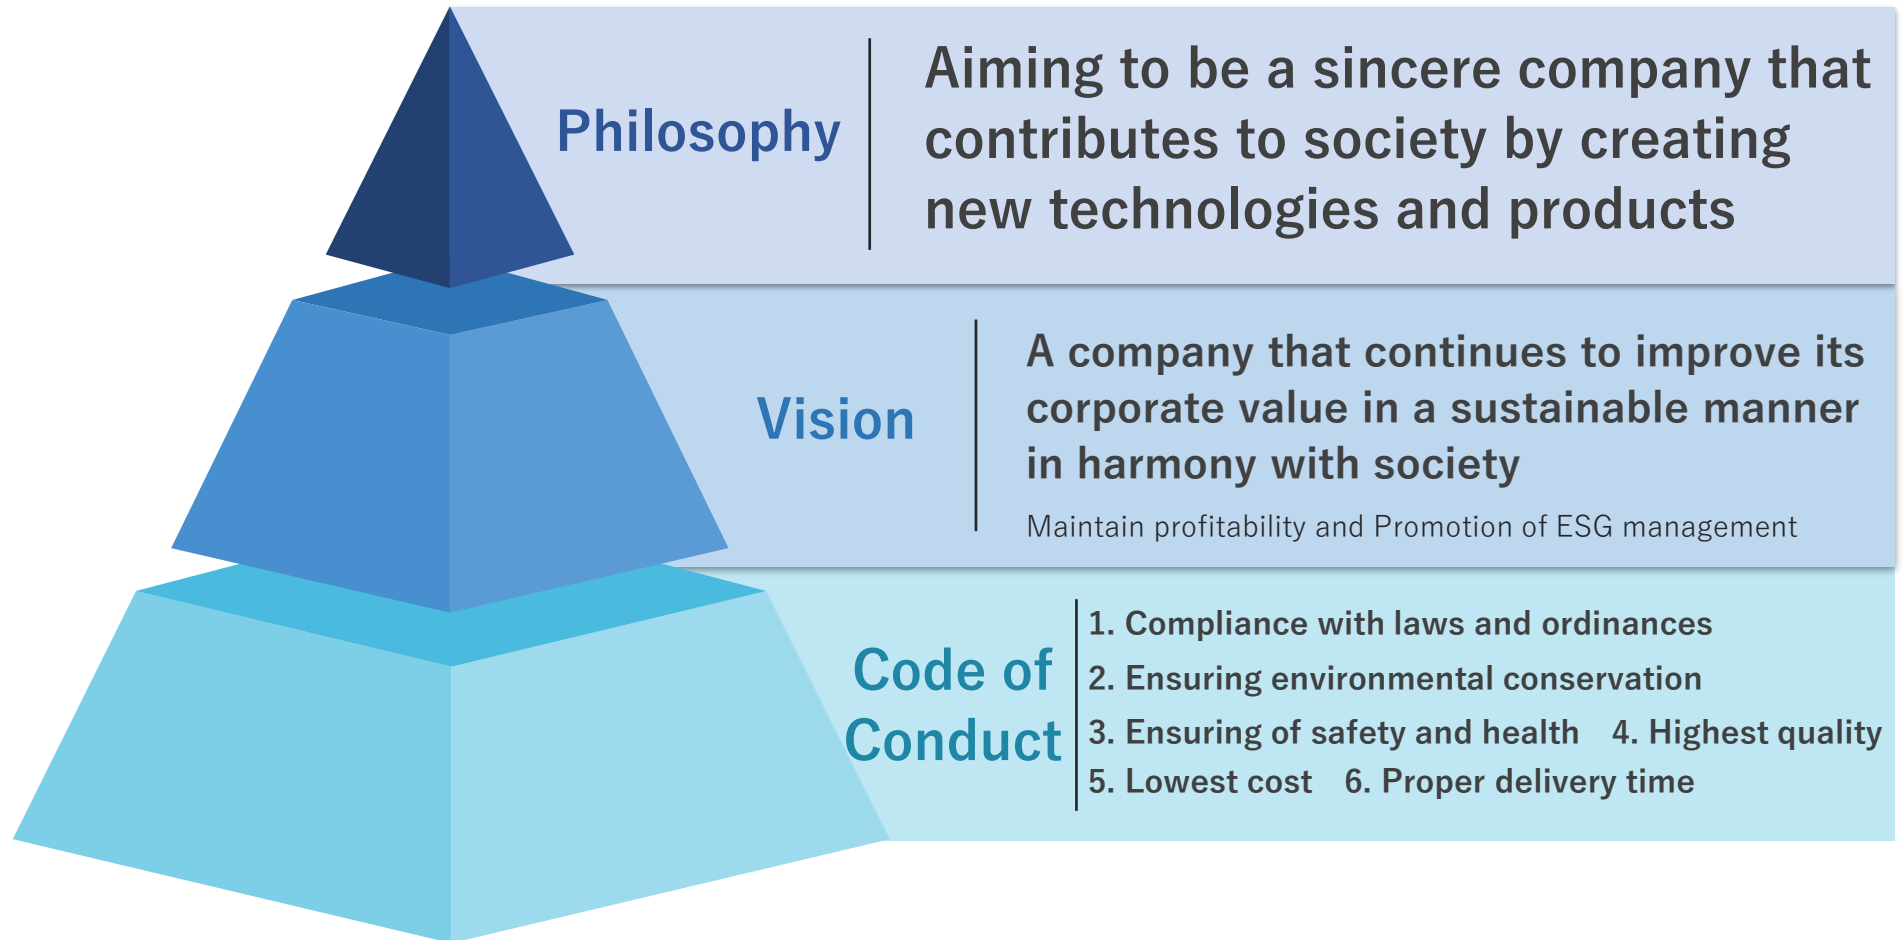 Philosophy
Aiming to be a sincere company that
contributes to society by creating
new technologies and products
Vision
A company that continues to improve its
corporate value in a sustainable manner
in harmony with society
Maintain profitability and Promotion of ESG management
Code of
Conduct
1. Compliance with laws and ordinances
2. Ensuring environmental conservation
3. Ensuring of safety and health 4. Highest quality
5. Lowest cost 6. Proper delivery time